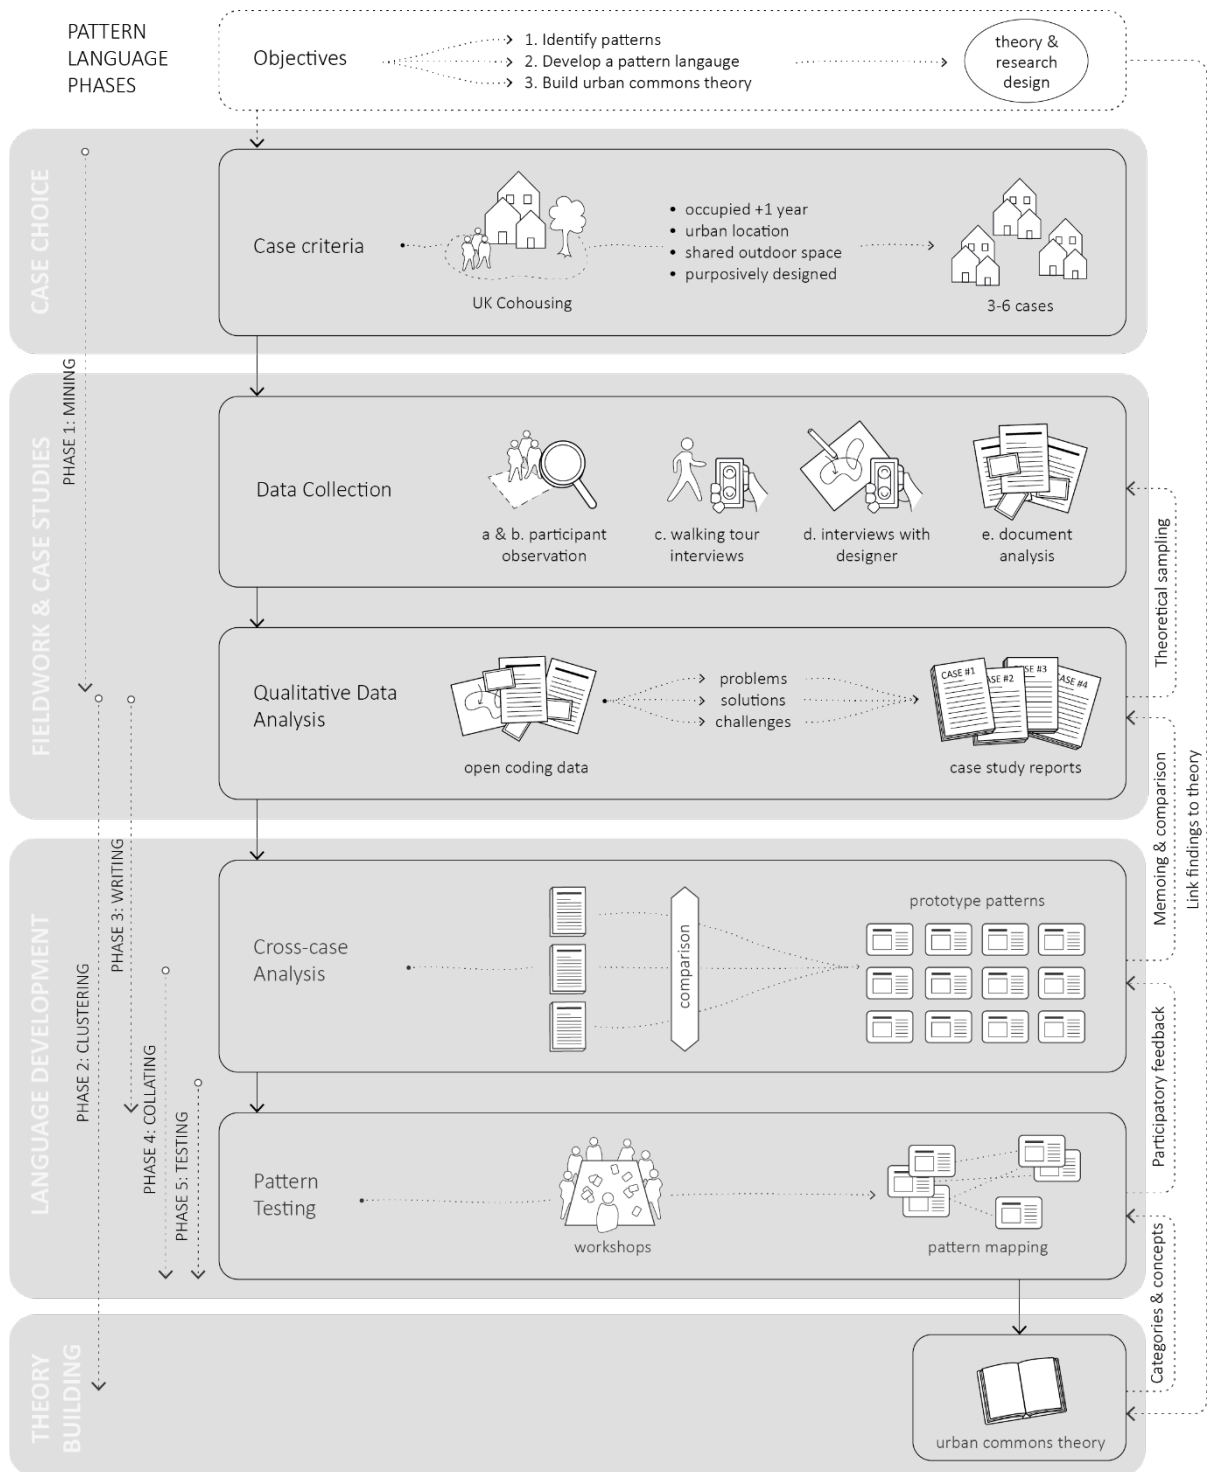 PATTERN
LANGUAGE
PHASES
Objectives
1. Identify patterns
2. Develop a pattern langauge
3. Build urban commons theory
theory &
research
design
CASE CHOICE
Case criteria
UK Cohousing
• occupied +1 year
• urban location
• shared outdoor space
• purposively designed
3-6 cases
PHASE 1: MINING
FIELDWORK & CASE STUDIES
Data Collection
a & b. participant
observation
c. walking tour
interviews
d. interviews with
designer
e. document
analysis
Theoretical sampling
Qualitative Data
Analysis
open coding data
problems
solutions
challenges
CASE #1
CASE #2
SE #3
ASE #4
case study reports
Memoing & comparison
Link findings to theory
LANGUAGE DEVELOPMENT
PHASE 2: CLUSTERING
PHASE 3: WRITING
PHASE 4: COLLATING
PHASE 5: TESTING
Cross-case
Analysis
comparison
prototype patterns
Participatory feedback
Pattern
Testing
workshops
pattern mapping
Categories & concepts
THEORY
BUILDING
urban commons theory